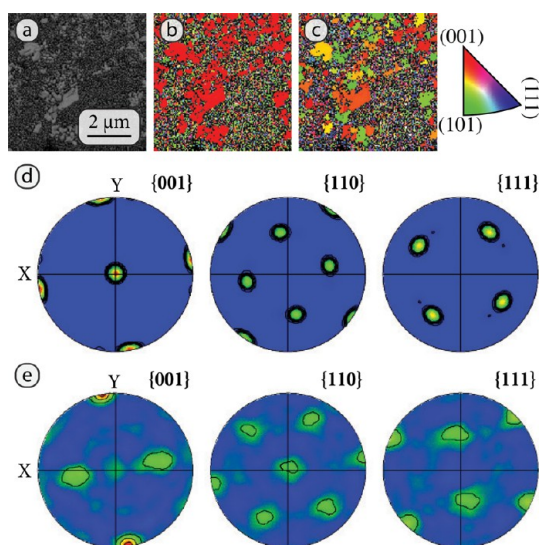 a
b
c
2 μm
(001)
(101)
(111)
d
Y
{001}
{110}
{111}
X
e
Y
{001}
{110}
{111}
X